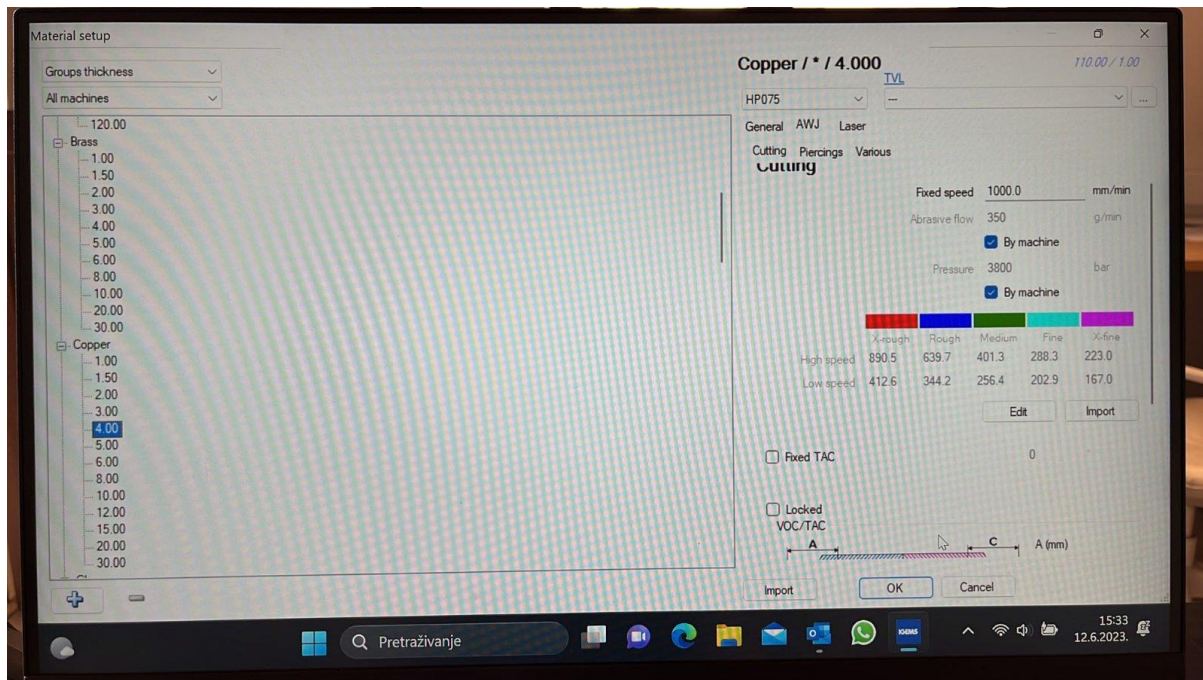 Material setup
Groups thickness
All machines
120.00
Brass
1.00
1.50
2.00
3.00
4.00
5.00
6.00
8.00
10.00
20.00
30.00
Copper
1.00
1.50
2.00
3.00
4.00
5.00
6.00
8.00
10.00
12.00
15.00
20.00
30.00
Copper / * / 4.000
110.00 / 1.00
TVL
HP075
---
...
General AWJ Laser
Cutting Piercings Various
Cutting
Fixed speed 1000.0 mm/min
Abrasive flow 350 g/min
By machine
Pressure 3800 bar
By machine
X-rough Rough Medium Fine X-fine
High speed 890.5 639.7 401.3 288.3 223.0
Low speed 412.6 344.2 256.4 202.9 167.0
Edit Import
Fixed TAC 0
Locked
VOC/TAC
A C A (mm)
Import OK Cancel
Pretraživanje
IGEMS
15:33
12.6.2023.